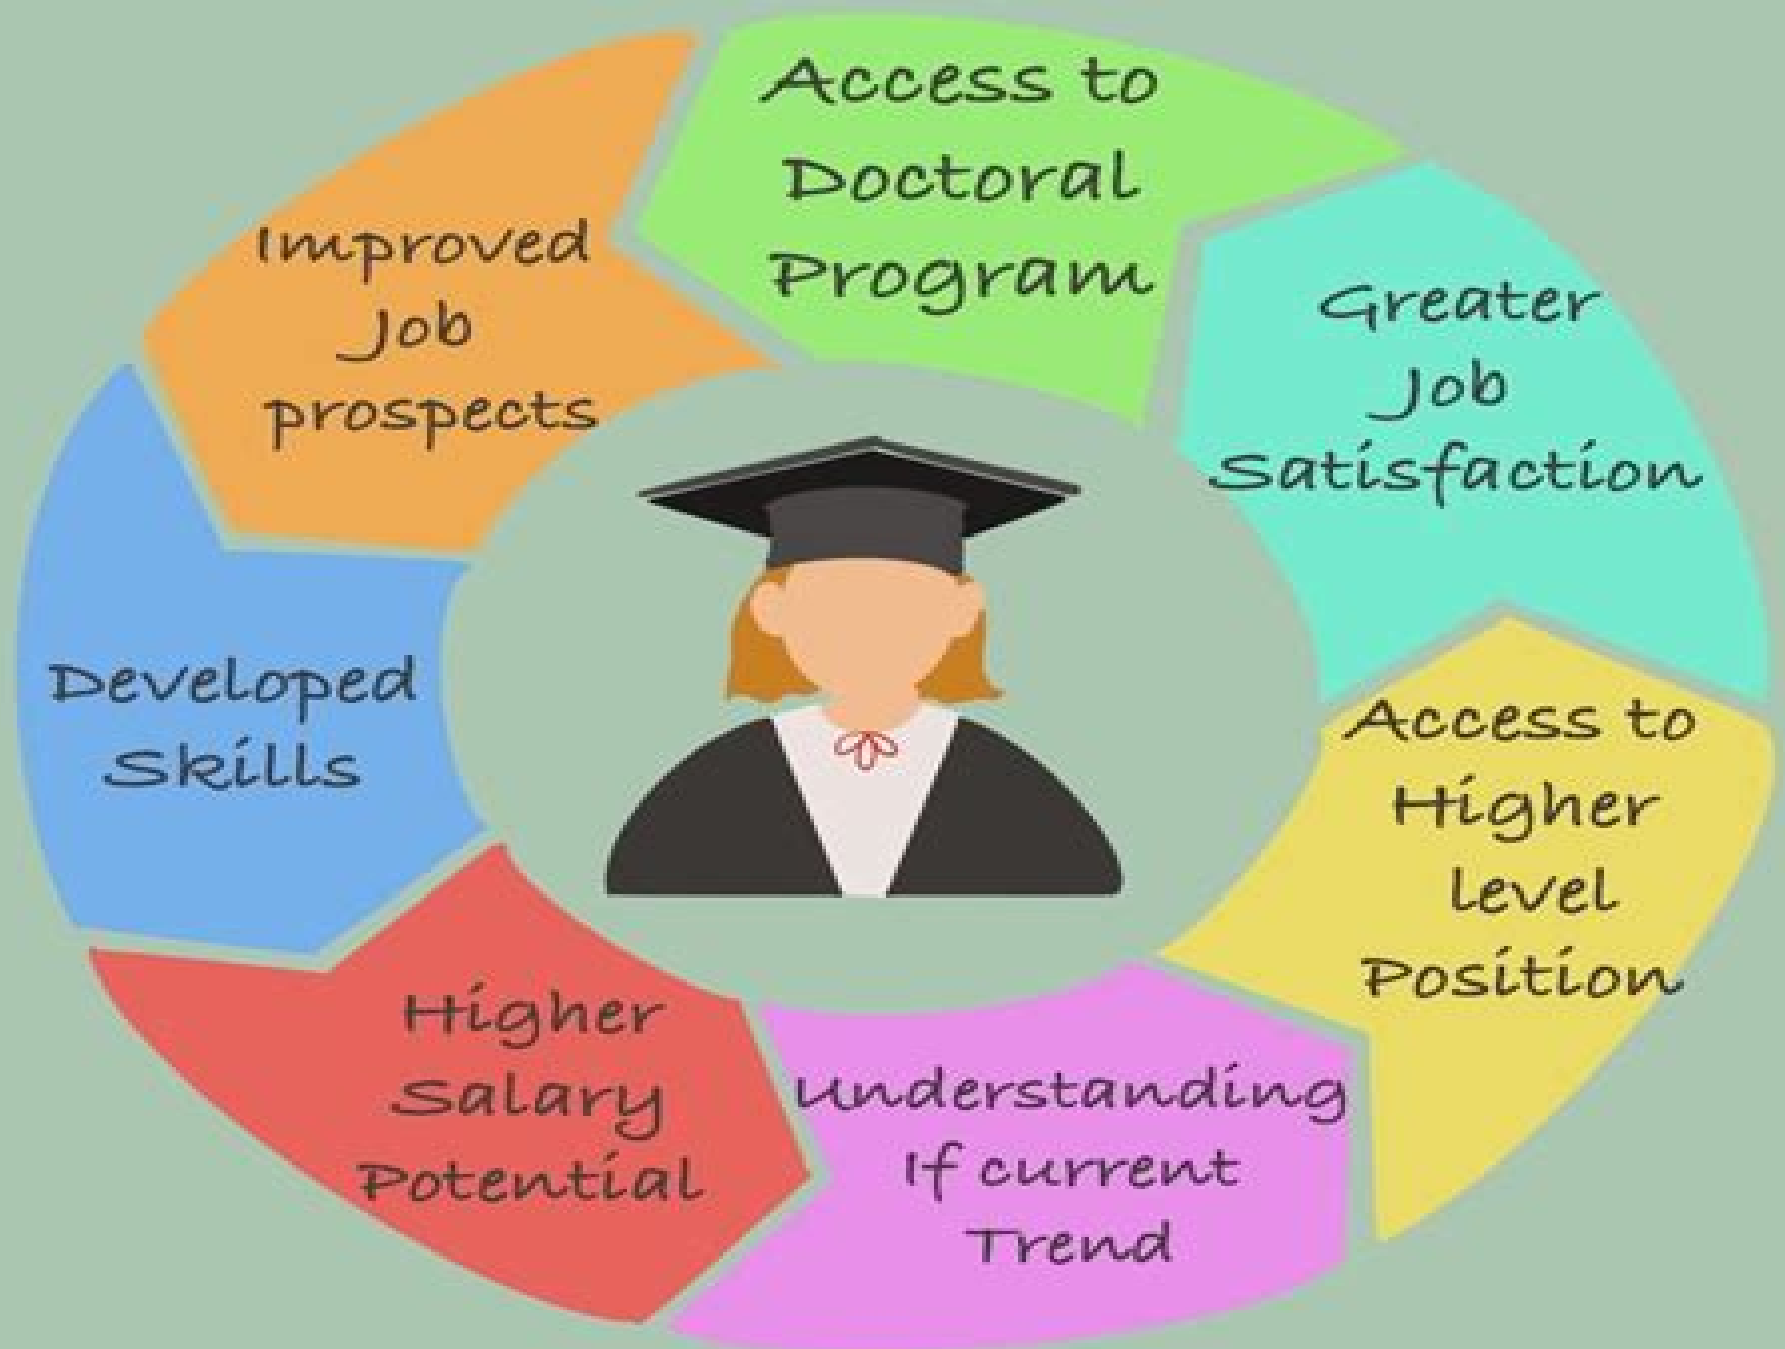 Access to
Doctoral
Program
Greater
Job
Satisfaction
Access to
Higher
level
Position
Understanding
If current
Trend
Higher
Salary
Potential
Developed
Skills
Improved
Job
prospects